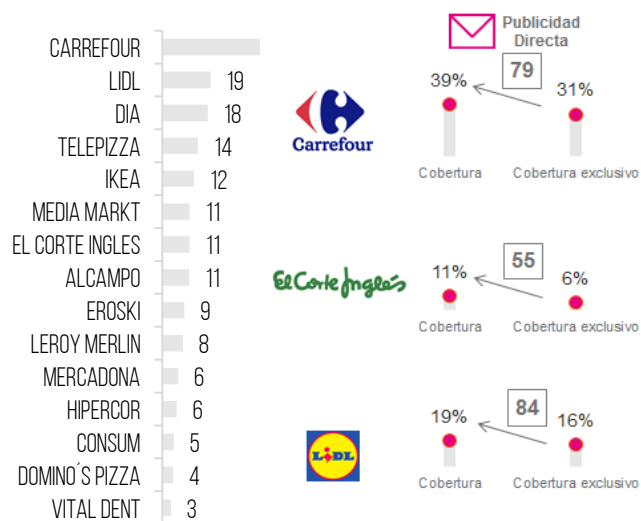 CARREFOUR
LIDL 19
DIA 18
TELEPIZZA 14
IKEA 12
MEDIA MARKT 11
EL CORTE INGLES 11
ALCAMPO 11
EROSKI 9
LEROY MERLIN 8
MERCADONA 6
HIPERCOR 6
CONSUM 5
DOMINO´S PIZZA 4
VITAL DENT 3
Publicidad
Directa
Carrefour
39% 79 31%
Cobertura Cobertura exclusivo
El Corte Inglés
11% 55 6%
Cobertura Cobertura exclusivo
LIDL
19% 84 16%
Cobertura Cobertura exclusivo